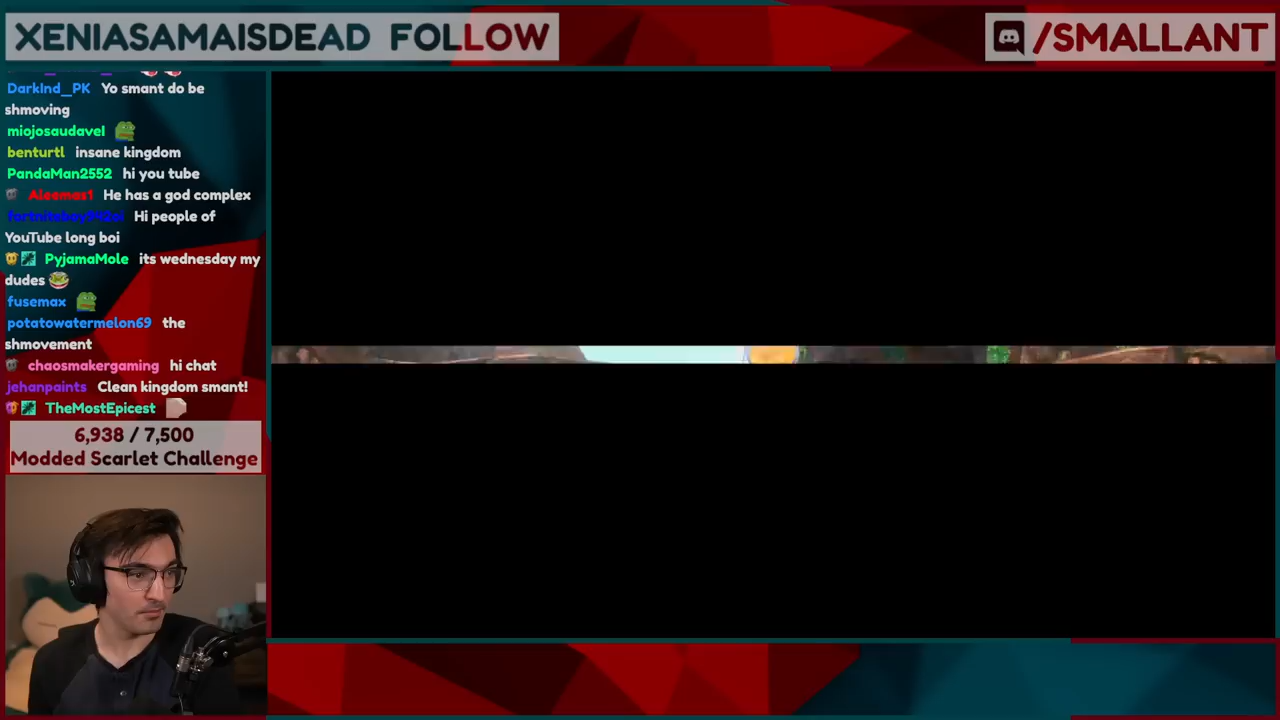 XENIASAMAISDEAD FOLLOW
/SMALLANT
DarkInd__PK Yo smant do be
shmoving
miojosaudavel
benturtl insane kingdom
PandaMan2552 hi you tube
Aleemas1 He has a god complex
Hi people of
YouTube long boi
PyjamaMole its wednesday my
dudes
fusemax
potatowatermelon69 the
shmovement
chaosmakergaming hi chat
jehanpaints Clean kingdom smant!
TheMostEpicest
6,938 / 7,500
Modded Scarlet Challenge